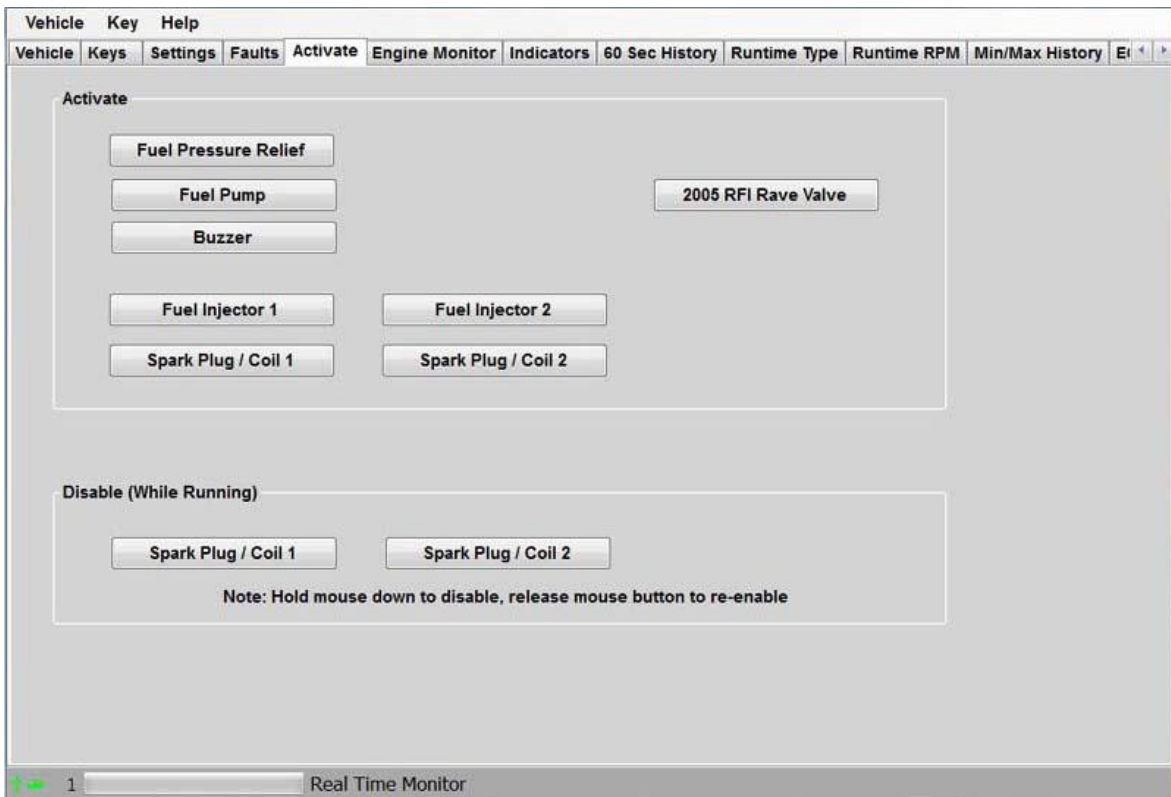 Vehicle Key Help
Vehicle Keys Settings Faults Activate Engine Monitor Indicators 60 Sec History Runtime Type Runtime RPM Min/Max History
Activate
Fuel Pressure Relief
Fuel Pump 2005 RFI Rave Valve
Buzzer
Fuel Injector 1 Fuel Injector 2
Spark Plug / Coil 1 Spark Plug / Coil 2
Disable (While Running)
Spark Plug / Coil 1 Spark Plug / Coil 2
Note: Hold mouse down to disable, release mouse button to re-enable
1 Real Time Monitor